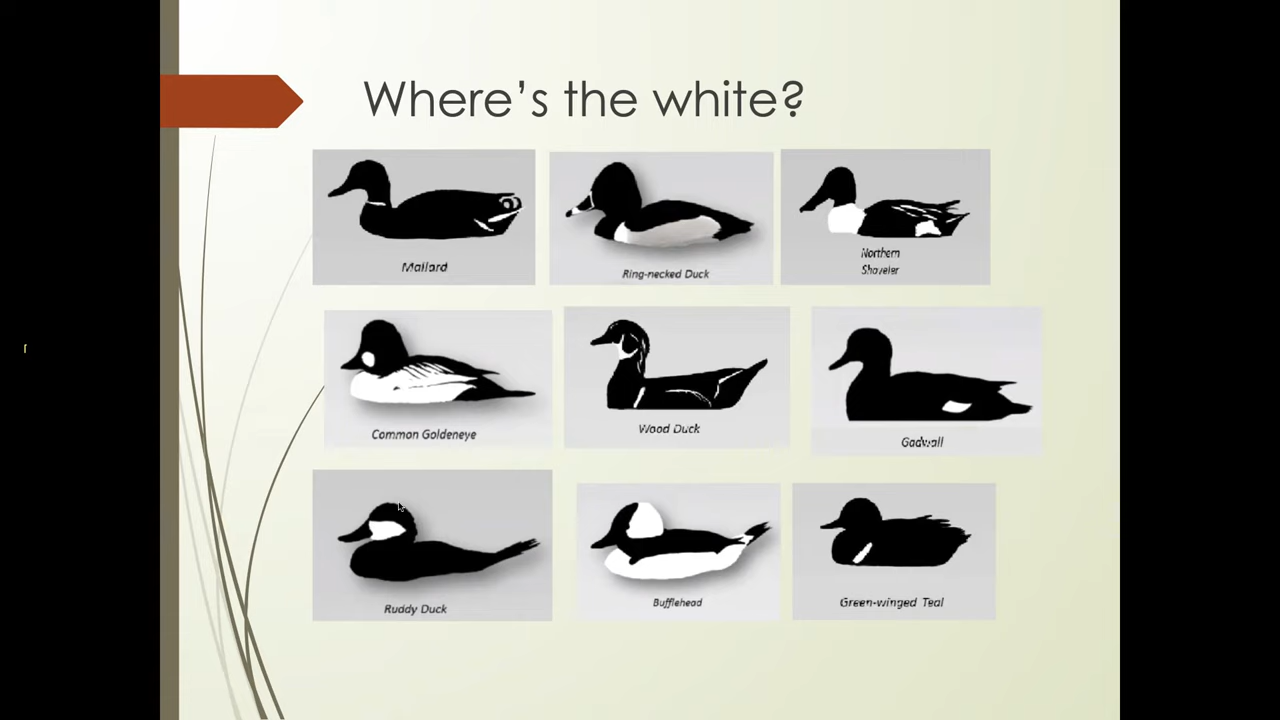 Where's the white?
Mallard
Ring-necked Duck
Northern
Shoveler
Common Goldeneye
Wood Duck
Gadwall
Ruddy Duck
Bufflehead
Green-winged Teal